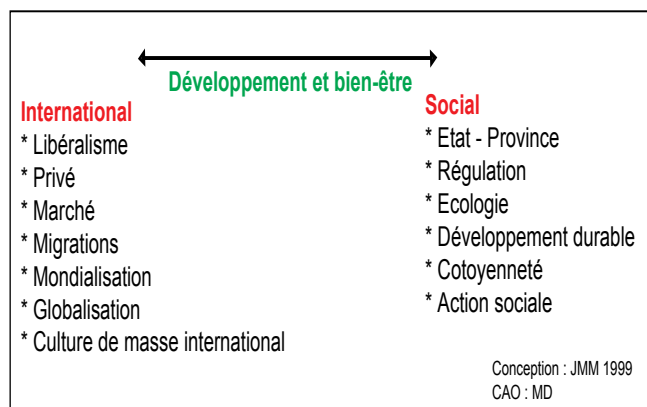 Développement et bien-être
International
* Libéralisme
* Privé
* Marché
* Migrations
* Mondialisation
* Globalisation
* Culture de masse international
Social
* Etat - Province
* Régulation
* Ecologie
* Développement durable
* Cotoyenneté
* Action sociale
Conception : JMM 1999
CAO : MD